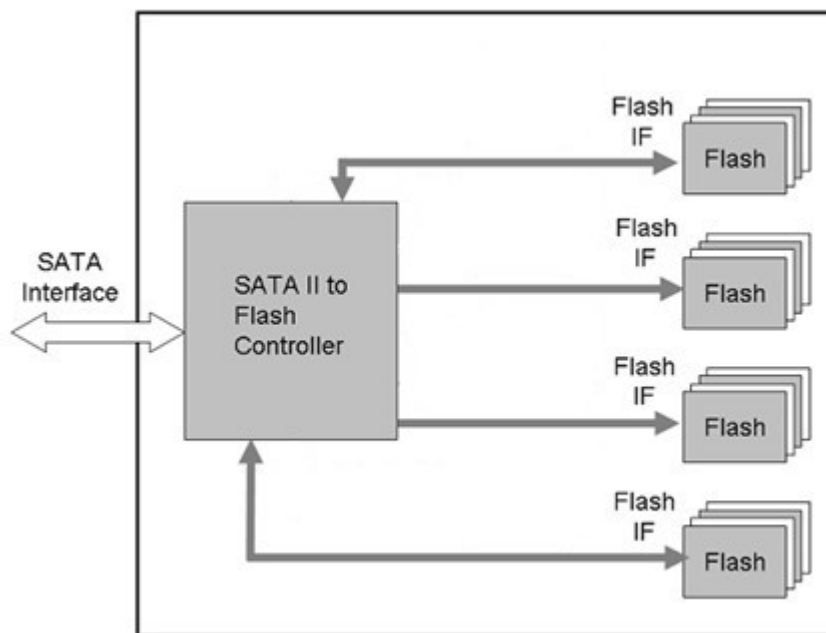 Flash
IF
Flash
Flash
IF
Flash
SATA
Interface
SATA II to
Flash
Controller
Flash
IF
Flash
Flash
IF
Flash